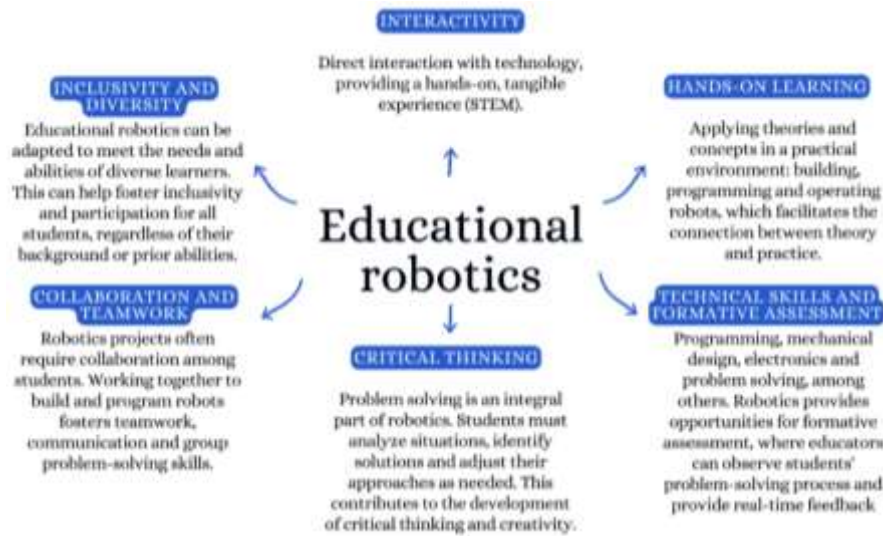 INTERACTIVITY
Direct interaction with technology,
providing a hands-on, tangible
experience (STEM).
INCLUSIVITY AND
DIVERSITY
Educational robotics can be
adapted to meet the needs and
abilities of diverse learners.
This can help foster inclusivity
and participation for all
students, regardless of their
background or prior abilities.
HANDS-ON LEARNING
Applying theories and
concepts in a practical
environment: building,
programming and operating
robots, which facilitates the
connection between theory
and practice.
Educational
robotics
COLLABORATION AND
TEAMWORK
Robotics projects often
require collaboration among
students. Working together to
build and program robots
fosters teamwork,
communication and group
problem-solving skills.
CRITICAL THINKING
Problem solving is an integral
part of robotics. Students must
analyze situations, identify
solutions and adjust their
approaches as needed. This
contributes to the development
of critical thinking and creativity.
TECHNICAL SKILLS AND
FORMATIVE ASSESSMENT
Programming, mechanical
design, electronics and
problem solving, among
others. Robotics provides
opportunities for formative
assessment, where educators
can observe students'
problem-solving process and
provide real-time feedback